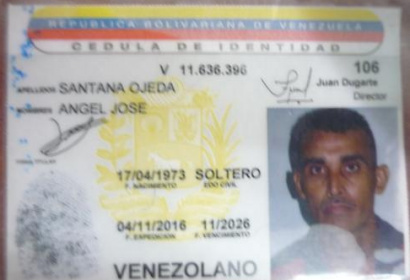 REPUBLICA BOLIVARIANA DE VENEZUELA
CEDULA DE IDENTIDAD
V 11.636.396 106
Juan Dugarte
Director
APELLIDOS SANTANA OJEDA
NOMBRES ANGEL JOSE
17/04/1973 SOLTERO
F. NACIMIENTO EDO CIVIL
04/11/2016 11/2026
F. EXPEDICION F. VENCIMIENTO
VENEZOLANO